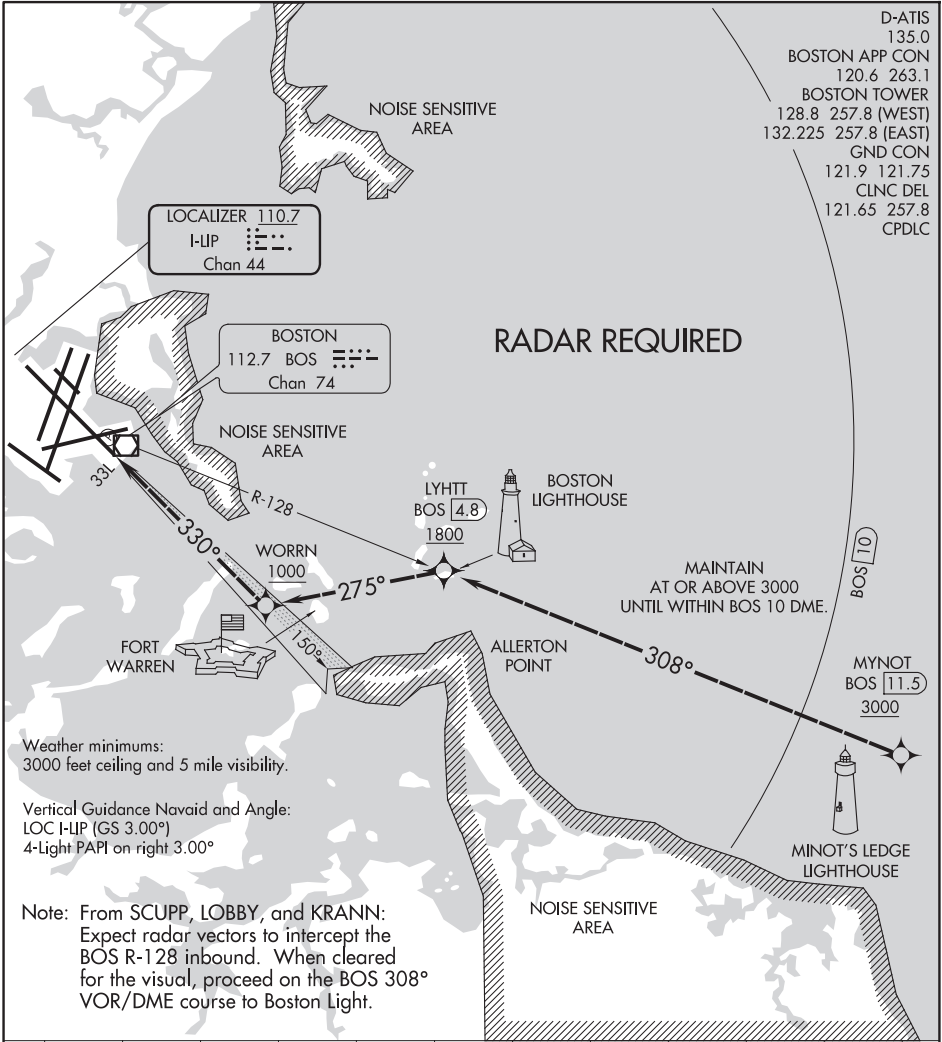 D-ATIS
135.0
BOSTON APP CON
120.6 263.1
BOSTON TOWER
128.8 257.8 (WEST)
132.225 257.8 (EAST)
GND CON
121.9 121.75
CLNC DEL
121.65 257.8
CPDLC
NOISE SENSITIVE
AREA
LOCALIZER 110.7
I-LIP
Chan 44
RADAR REQUIRED
BOSTON
112.7 BOS
Chan 74
NOISE SENSITIVE
AREA
33L
R-128
330°
LYHTT
BOS 4.8
1800
BOSTON
LIGHTHOUSE
WORRN
1000
275°
MAINTAIN
AT OR ABOVE 3000
UNTIL WITHIN BOS 10 DME.
BOS 10
FORT
WARREN
150°
ALLERTON
POINT
308°
MYNOT
BOS 11.5
3000
Weather minimums:
3000 feet ceiling and 5 mile visibility.
Vertical Guidance Navaid and Angle:
LOC I-LIP (GS 3.00°)
4-Light PAPI on right 3.00°
MINOT'S LEDGE
LIGHTHOUSE
Note: From SCUPP, LOBBY, and KRANN:
Expect radar vectors to intercept the
BOS R-128 inbound. When cleared
for the visual, proceed on the BOS 308°
VOR/DME course to Boston Light.
NOISE SENSITIVE
AREA